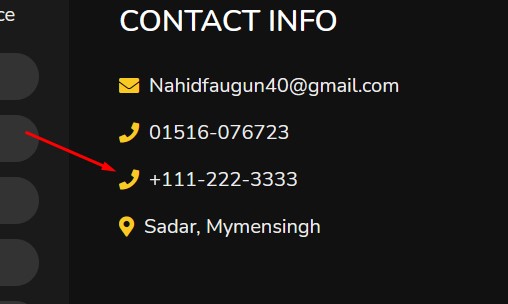 ce
CONTACT INFO
Nahidfaugun40@gmail.com
01516-076723
+111-222-3333
Sadar, Mymensingh